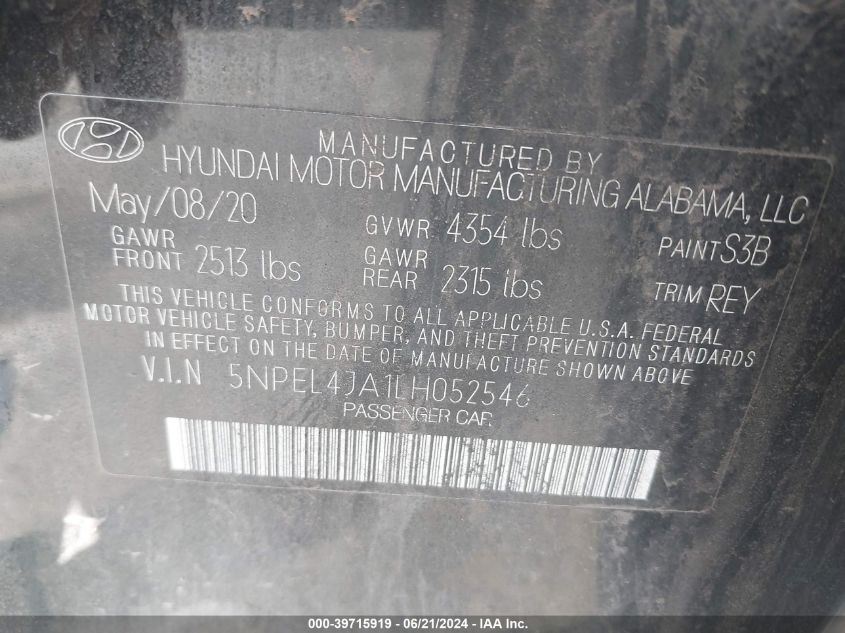 MANUFACTURED BY
HYUNDAI MOTOR MANUFACTURING ALABAMA, LLC
May/08/20 GVWR 4354 lbs PAINT S3B
GAWR FRONT 2513 lbs GAWR REAR 2315 lbs TRIM REY
THIS VEHICLE CONFORMS TO ALL APPLICABLE U.S.A. FEDERAL
MOTOR VEHICLE SAFETY, BUMPER, AND THEFT PREVENTION STANDARDS
IN EFFECT ON THE DATE OF MANUFACTURE SHOWN ABOVE
V.I.N 5NPEL4JA1LH052546
PASSENGER CAR
000-39715919 - 06/21/2024 - IAA Inc.